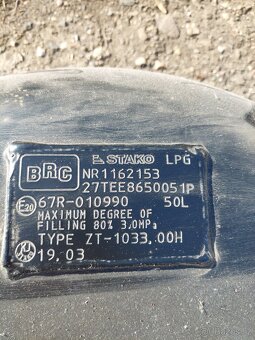 STAKO LPG
BRC NR1162153
27TEE8650051P
E20 67R-010990 50L
MAXIMUM DEGREE OF
FILLING 80% 3.0MPa
TYPE ZT-1033.00H
19.03